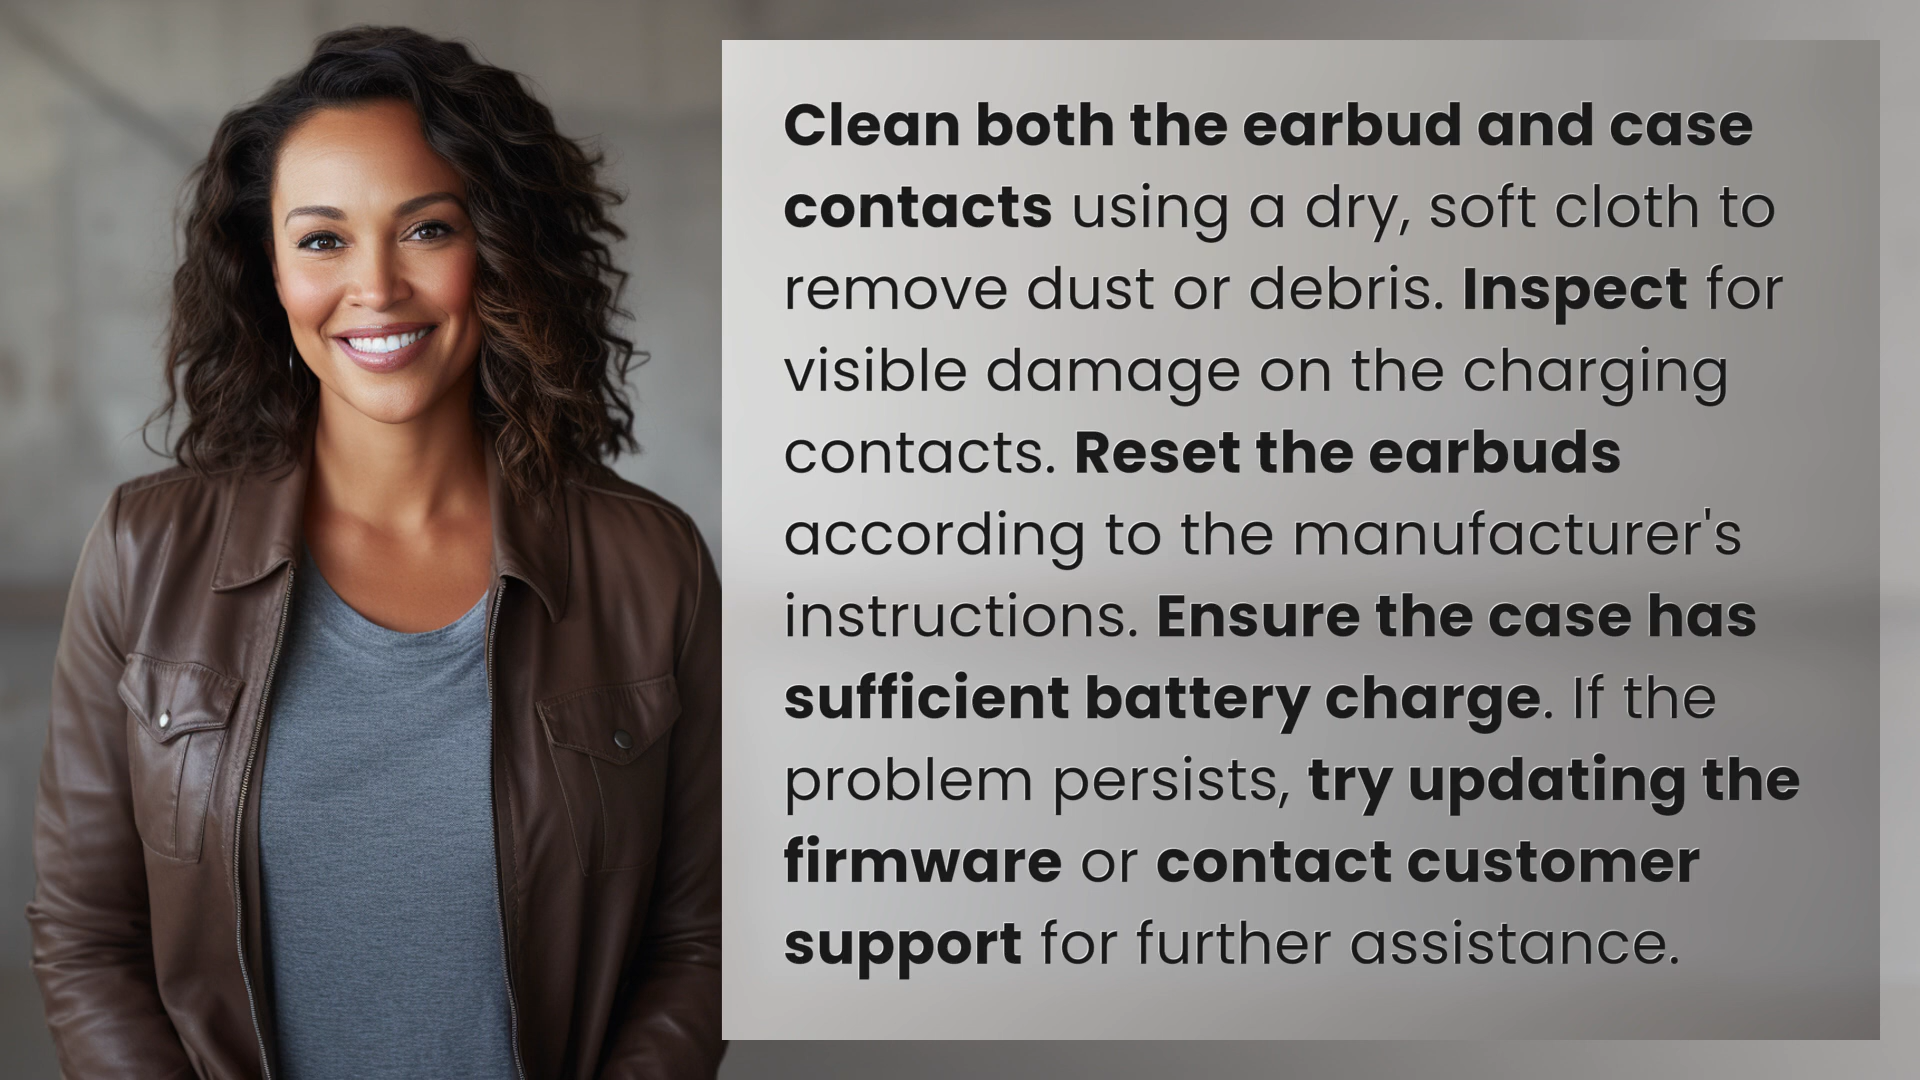 Clean both the earbud and case
contacts using a dry, soft cloth to
remove dust or debris. Inspect for
visible damage on the charging
contacts. Reset the earbuds
according to the manufacturer's
instructions. Ensure the case has
sufficient battery charge. If the
problem persists, try updating the
firmware or contact customer
support for further assistance.